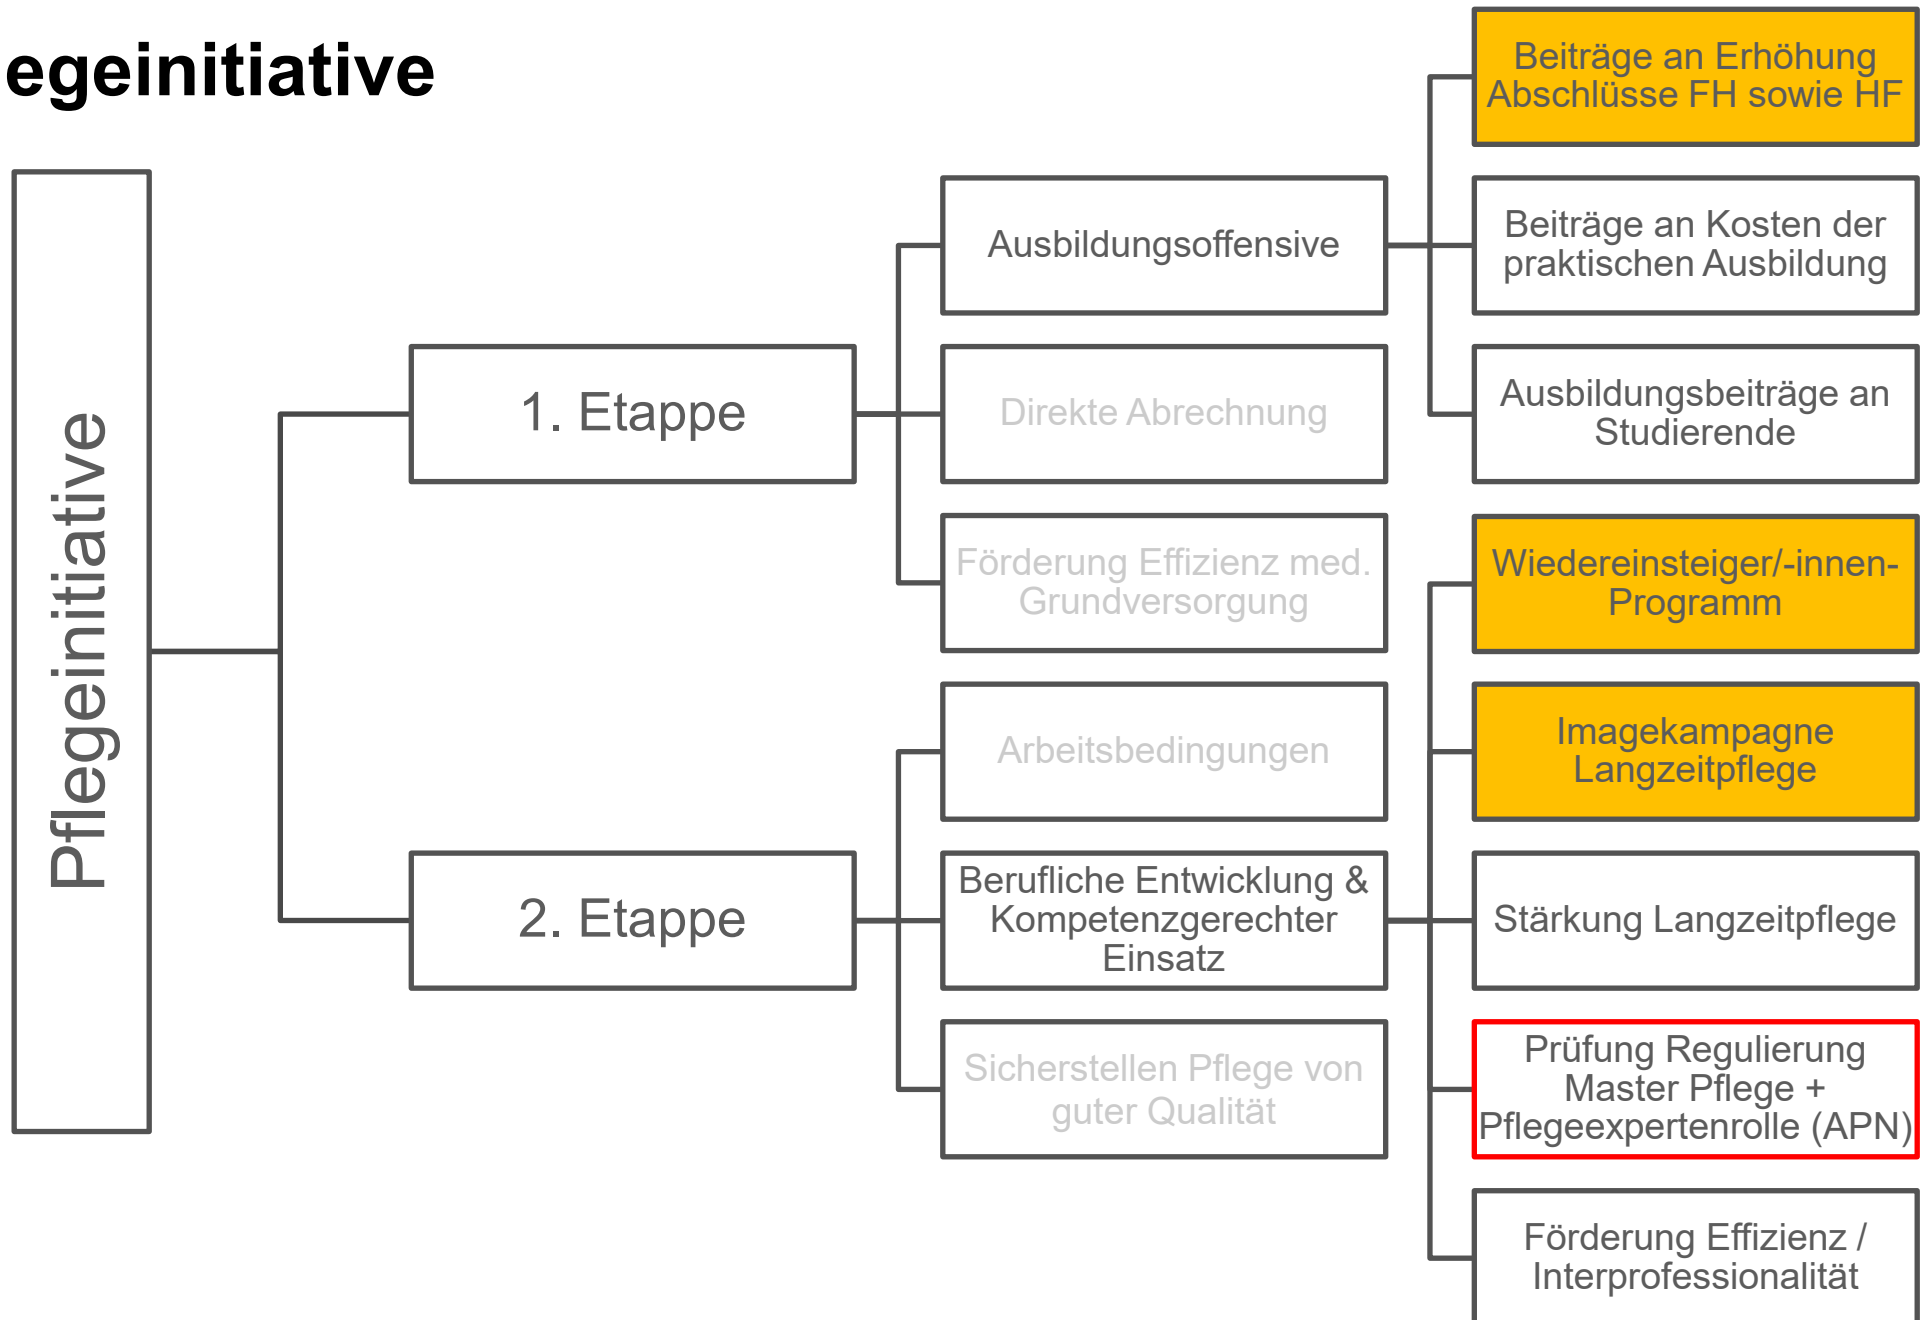 egeinitiative
Pflegeinitiative
1. Etappe
Ausbildungsoffensive
Beiträge an Erhöhung
Abschlüsse FH sowie HF
Beiträge an Kosten der
praktischen Ausbildung
Ausbildungsbeiträge an
Studierende
Direkte Abrechnung
Förderung Effizienz med.
Grundversorgung
2. Etappe
Arbeitsbedingungen
Berufliche Entwicklung &
Kompetenzgerechter
Einsatz
Wiedereinsteiger/-innen-
Programm
Imagekampagne
Langzeitpflege
Stärkung Langzeitpflege
Prüfung Regulierung
Master Pflege +
Pflegeexpertenrolle (APN)
Förderung Effizienz /
Interprofessionalität
Sicherstellen Pflege von
guter Qualität